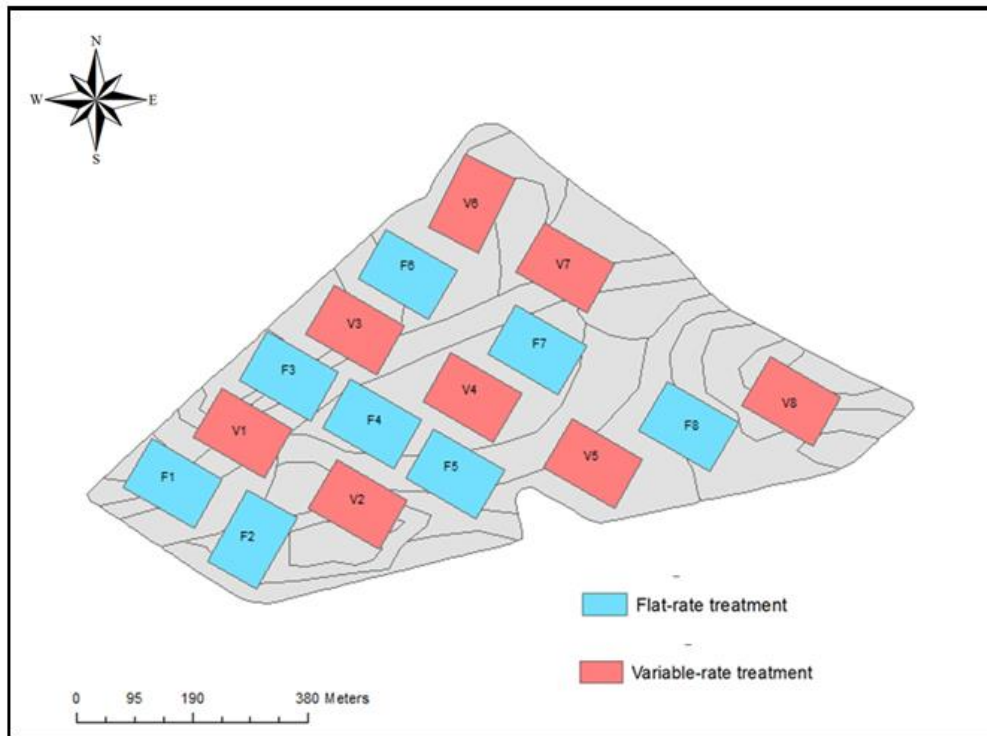 N
W E
S
V6
F6
V7
V3
F7
F3
V4
V8
F4
F8
V1
V5
F5
F1
V2
F2
Flat-rate treatment
Variable-rate treatment
0 95 190 380 Meters